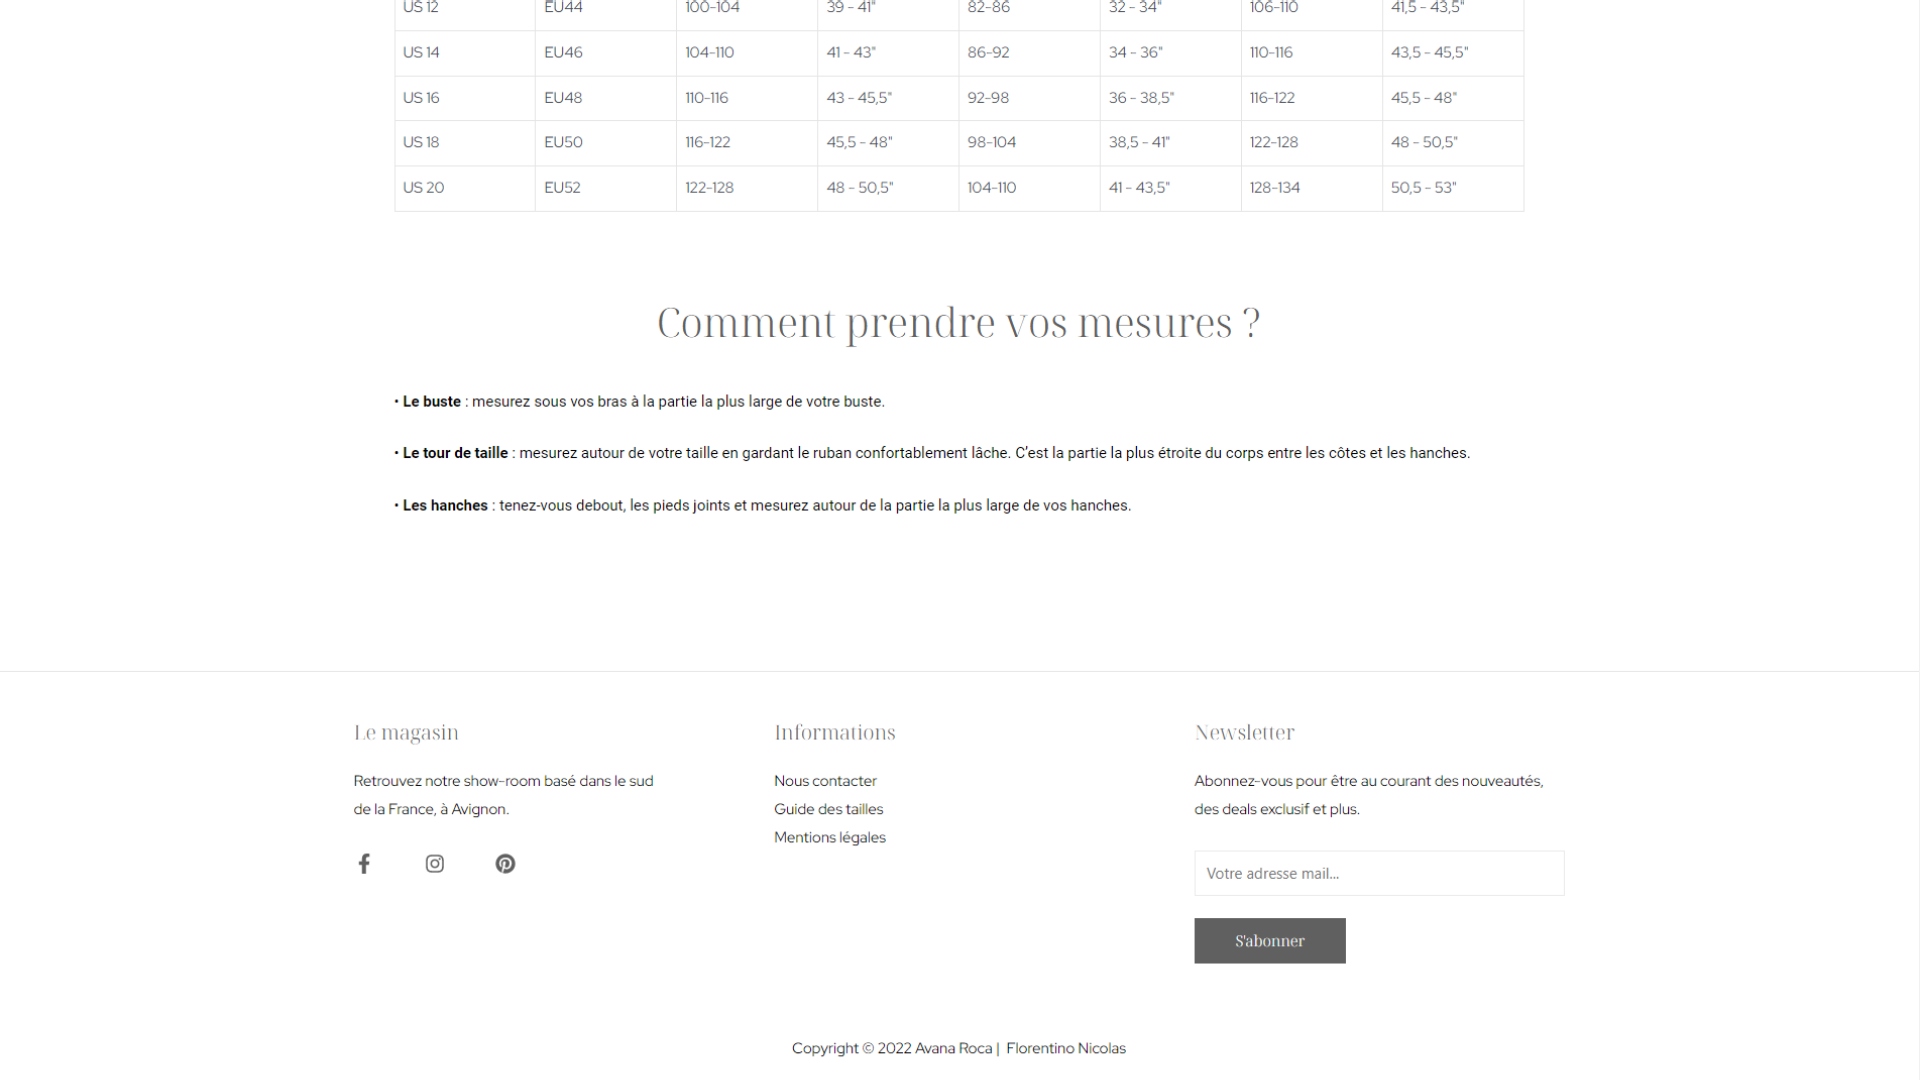 US 12 EU44 100-104 39 - 41" 82-86 32 - 34" 106-110 41,5 - 43,5"
US 14 EU46 104-110 41 - 43" 86-92 34 - 36" 110-116 43,5 - 45,5"
US 16 EU48 110-116 43 - 45,5" 92-98 36 - 38,5" 116-122 45,5 - 48"
US 18 EU50 116-122 45,5 - 48" 98-104 38,5 - 41" 122-128 48 - 50,5"
US 20 EU52 122-128 48 - 50,5" 104-110 41 - 43,5" 128-134 50,5 - 53"
Comment prendre vos mesures ?
• Le buste : mesurez sous vos bras à la partie la plus large de votre buste.
• Le tour de taille : mesurez autour de votre taille en gardant le ruban confortablement lâche. C'est la partie la plus étroite du corps entre les côtes et les hanches.
• Les hanches : tenez-vous debout, les pieds joints et mesurez autour de la partie la plus large de vos hanches.
Le magasin
Retrouvez notre show-room basé dans le sud
de la France, à Avignon.
Informations
Nous contacter
Guide des tailles
Mentions légales
Newsletter
Abonnez-vous pour être au courant des nouveautés,
des deals exclusif et plus.
Votre adresse mail...
S'abonner
Copyright © 2022 Avana Roca | Florentino Nicolas